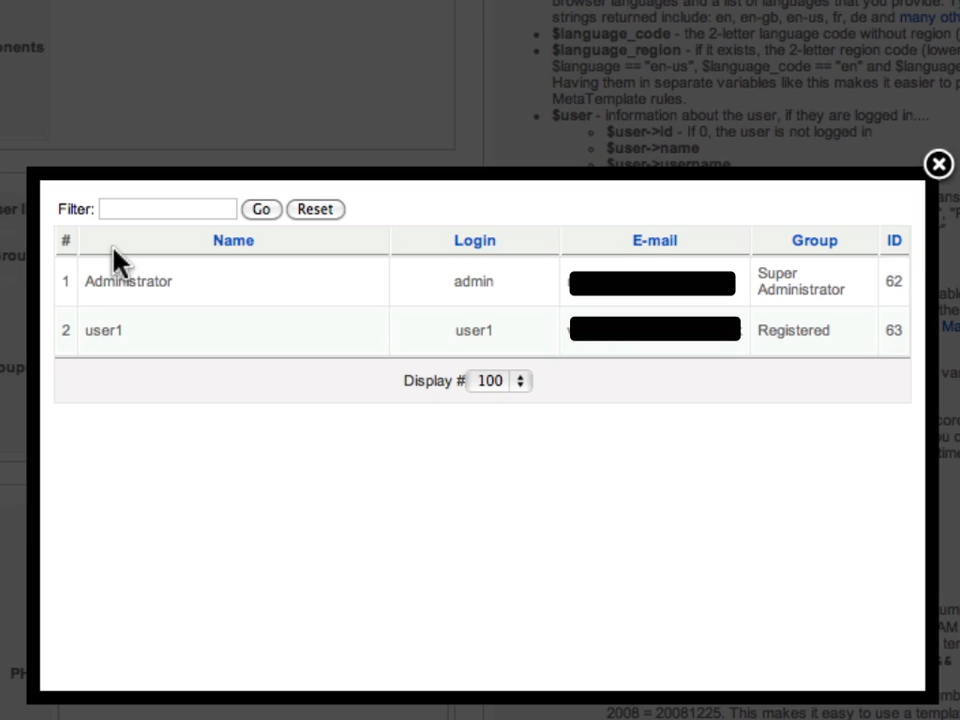 browser languages and a list of languages that you provide.
strings returned include: en, en-gb, en-us, fr, de and many
$language_code - the 2-letter language code without region (
$language_region - if it exists, the 2-letter region code (lower
$language == "en-us", $language_code == "en" and $language
Having them in separate variables like this makes it easier to
MetaTemplate rules.
$user - information about the user, if they are logged in....
$user->id - If 0, the user is not logged in
$user->name
$user->username
Filter: Go Reset
# Name Login E-mail Group ID
1 Administrator admin Super Administrator 62
2 user1 user1 Registered 63
Display # 100
2008 = 20081225. This makes it easy to use a